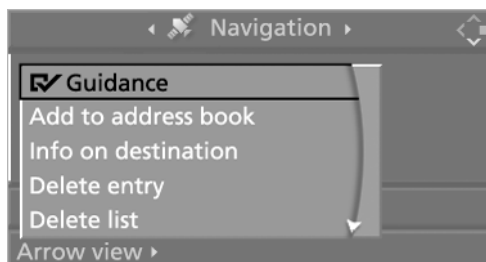 Navigation
Guidance
Add to address book
Info on destination
Delete entry
Delete list
Arrow view